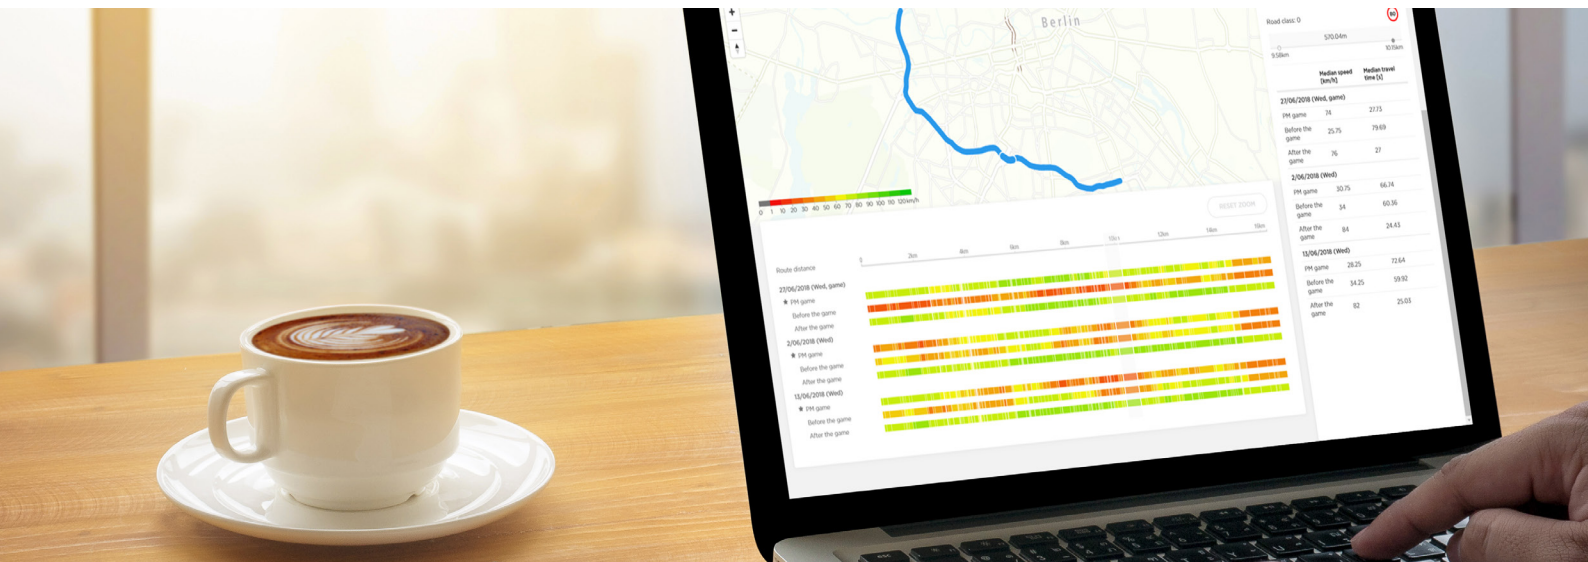 Berlin
0 1 10 20 30 40 50 60 70 80 90 100 110 120 km/h
RESET ZOOM
Route distance
0 2km 4km 6km 8km 12km 14km 16km
27/06/2018 (Wed, game)
★ PM game
Before the game
After the game
2/06/2018 (Wed)
★ PM game
Before the game
After the game
13/06/2018 (Wed)
★ PM game
Before the game
After the game
Road class: 0
80
570.04m
9.58km 10.15km
Median speed [km/h] Median travel time [s]
27/06/2018 (Wed, game)
PM game 74 27.73
Before the game 25.75 79.69
After the game 76 27
2/06/2018 (Wed)
PM game 30.75 66.74
Before the game 34 60.36
After the game 84 24.43
13/06/2018 (Wed)
PM game 28.25 72.64
Before the game 34.25 59.92
After the game 82 25.03
esc